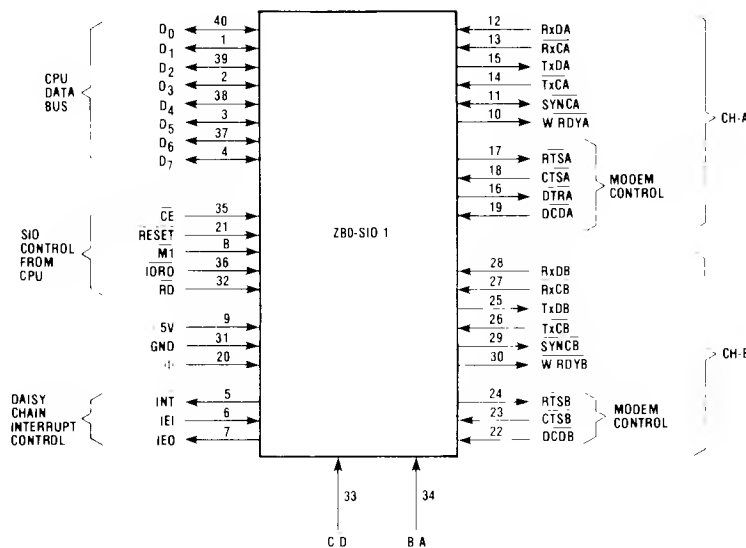 CPU
DATA
BUS
D0 40
D1 1
D2 39
D3 2
D4 38
D5 3
D6 37
D7 4
SIO
CONTROL
FROM
CPU
CE 35
RESET 21
M1 8
IORQ 36
RD 32
5V 9
GND 31
Φ 20
DAISY
CHAIN
INTERRUPT
CONTROL
INT 5
IEI 6
IEO 7
Z80-SIO 1
12 RxDA
13 RxCA
15 TxDA
14 TxCA
11 SYNCA
10 W RDYA
17 RTSA
18 CTSA
16 DTRA
19 DCDA
MODEM
CONTROL
CH-A
28 RxDB
27 RxCB
25 TxDB
26 TxCB
29 SYNCB
30 W RDYB
24 RTSB
23 CTSB
22 DCDB
MODEM
CONTROL
CH-B
33 34
C D B A